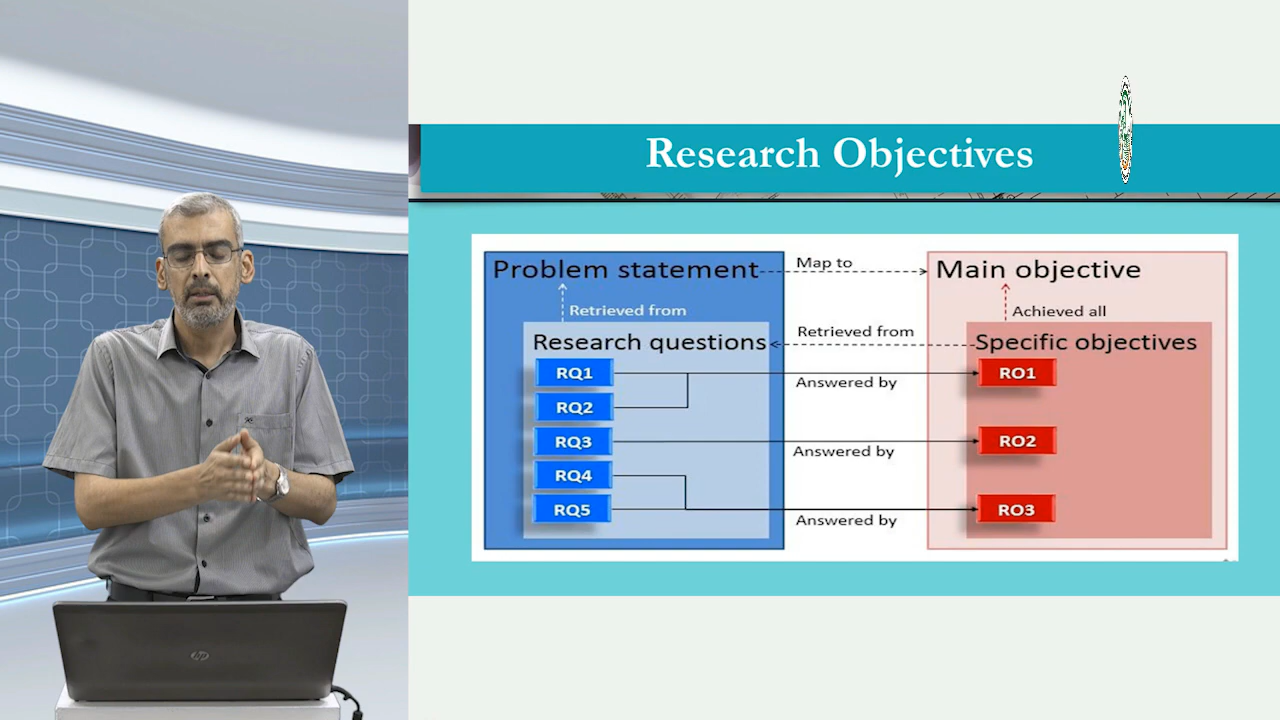 Research Objectives
Problem statement
Map to
Main objective
Retrieved from
Achieved all
Research questions
Retrieved from
Specific objectives
RQ1
Answered by
RO1
RQ2
RQ3
Answered by
RO2
RQ4
RQ5
Answered by
RO3
hp